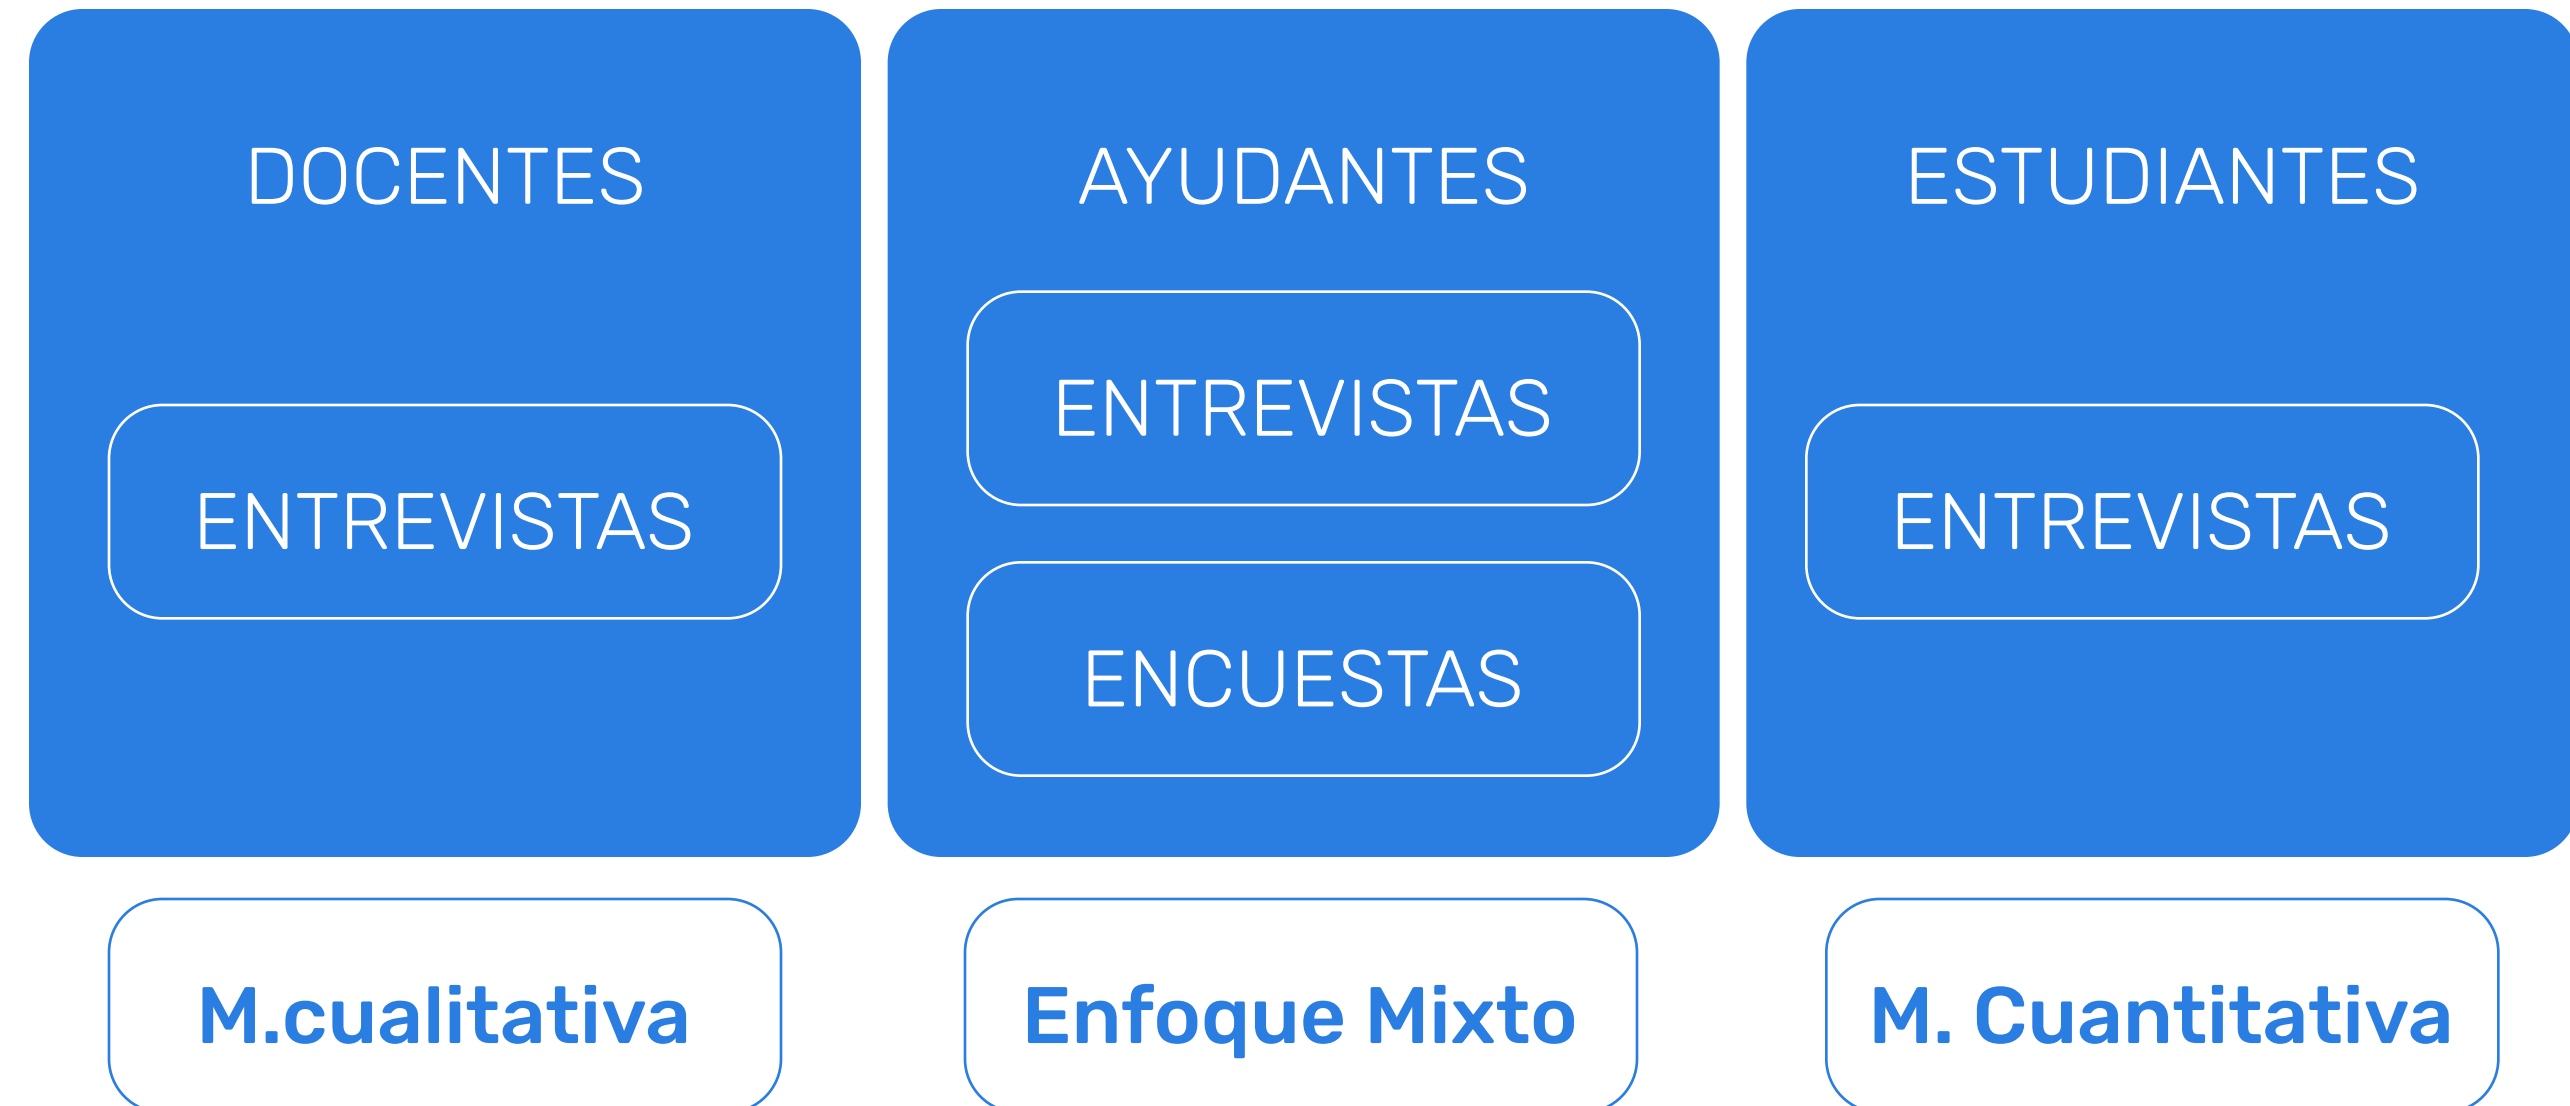 DOCENTES
ENTREVISTAS
M.cualitativa
AYUDANTES
ENTREVISTAS
ENCUESTAS
Enfoque Mixto
ESTUDIANTES
ENTREVISTAS
M. Cuantitativa